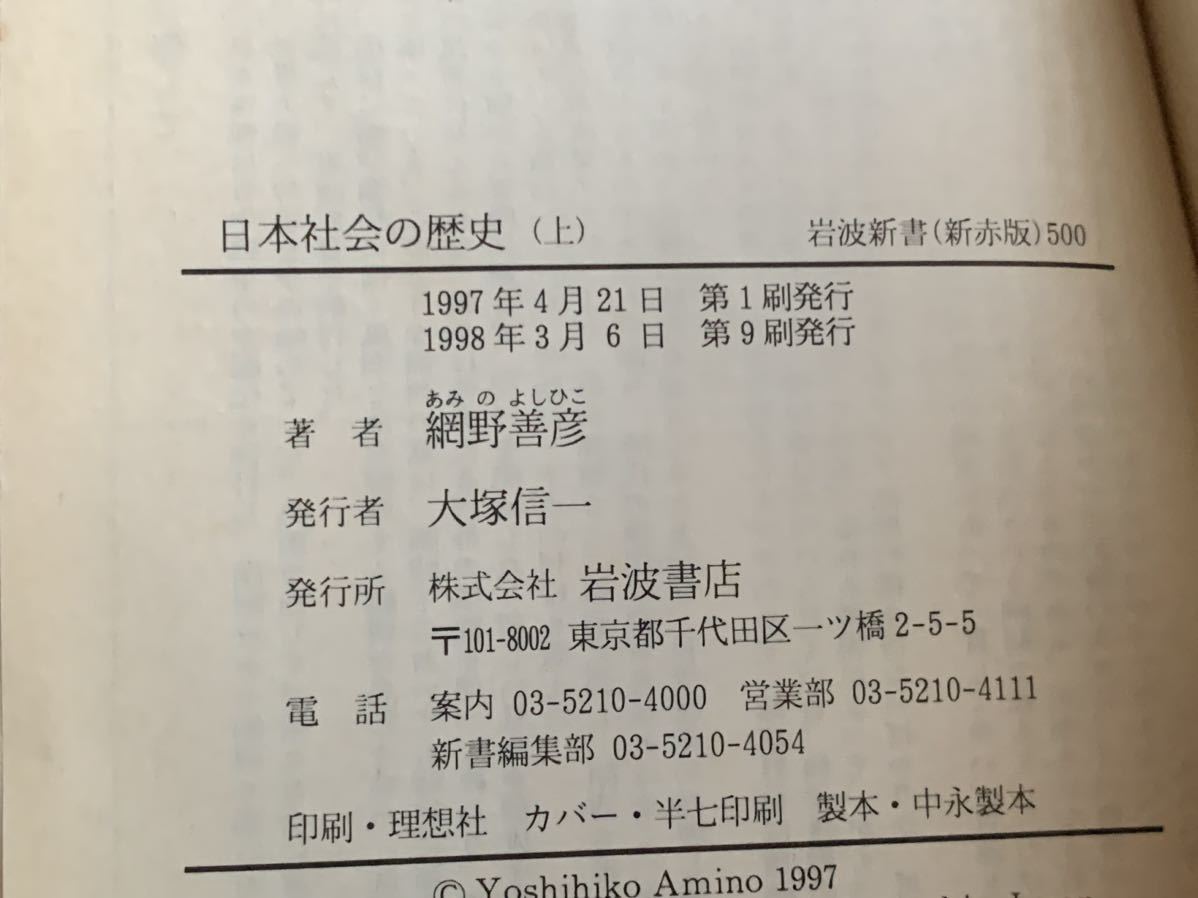 日本社会の歴史（上） 岩波新書（新赤版）500
1997年4月21日 第1刷発行
1998年3月6日 第9刷発行
あみ の よしひこ
著者 網野善彦
発行者 大塚信一
発行所 株式会社 岩波書店
〒101-8002 東京都千代田区一ツ橋2-5-5
電話 案内 03-5210-4000 営業部 03-5210-4111
新書編集部 03-5210-4054
印刷・理想社 カバー・半七印刷 製本・中永製本
© Yoshihiko Amino 1997